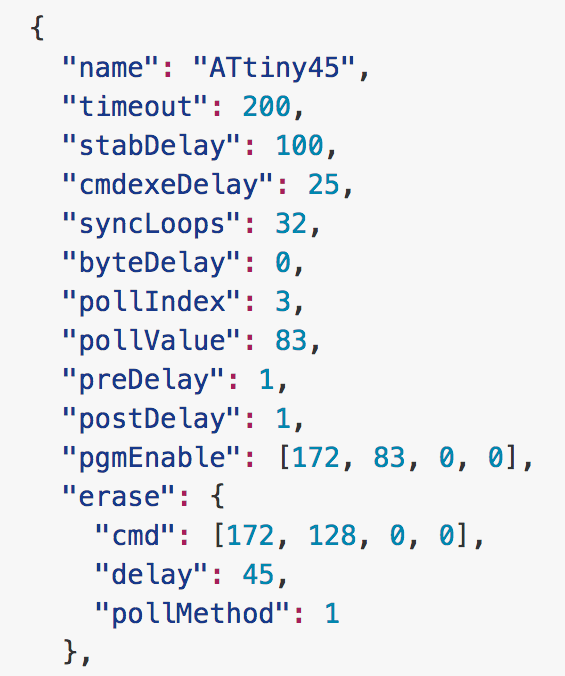 {
  "name": "ATtiny45",
  "timeout": 200,
  "stabDelay": 100,
  "cmdexeDelay": 25,
  "syncLoops": 32,
  "byteDelay": 0,
  "pollIndex": 3,
  "pollValue": 83,
  "preDelay": 1,
  "postDelay": 1,
  "pgmEnable": [172, 83, 0, 0],
  "erase": {
    "cmd": [172, 128, 0, 0],
    "delay": 45,
    "pollMethod": 1
  },